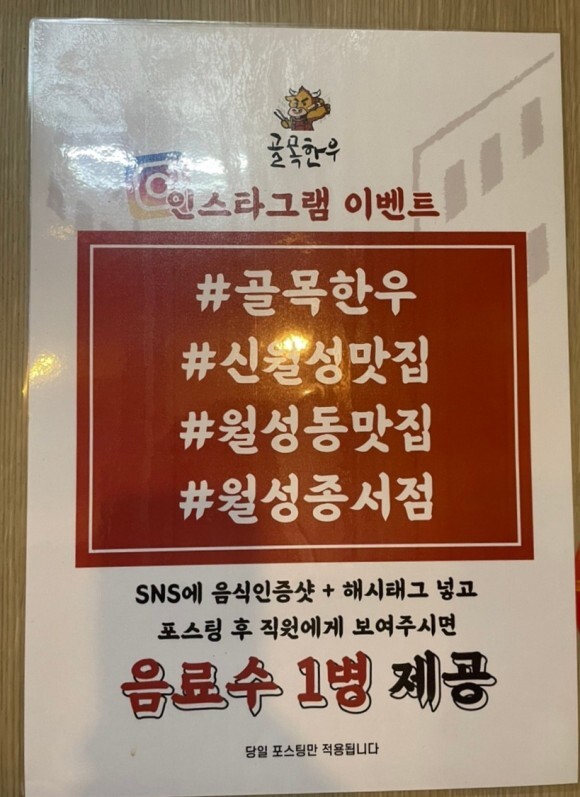 골목한우
인스타그램 이벤트
#골목한우
#신월성맛집
#월성동맛집
#월성종서점
SNS에 음식인증샷 + 해시태그 넣고
포스팅 후 직원에게 보여주시면
음료수 1병 제공
당일 포스팅만 적용됩니다